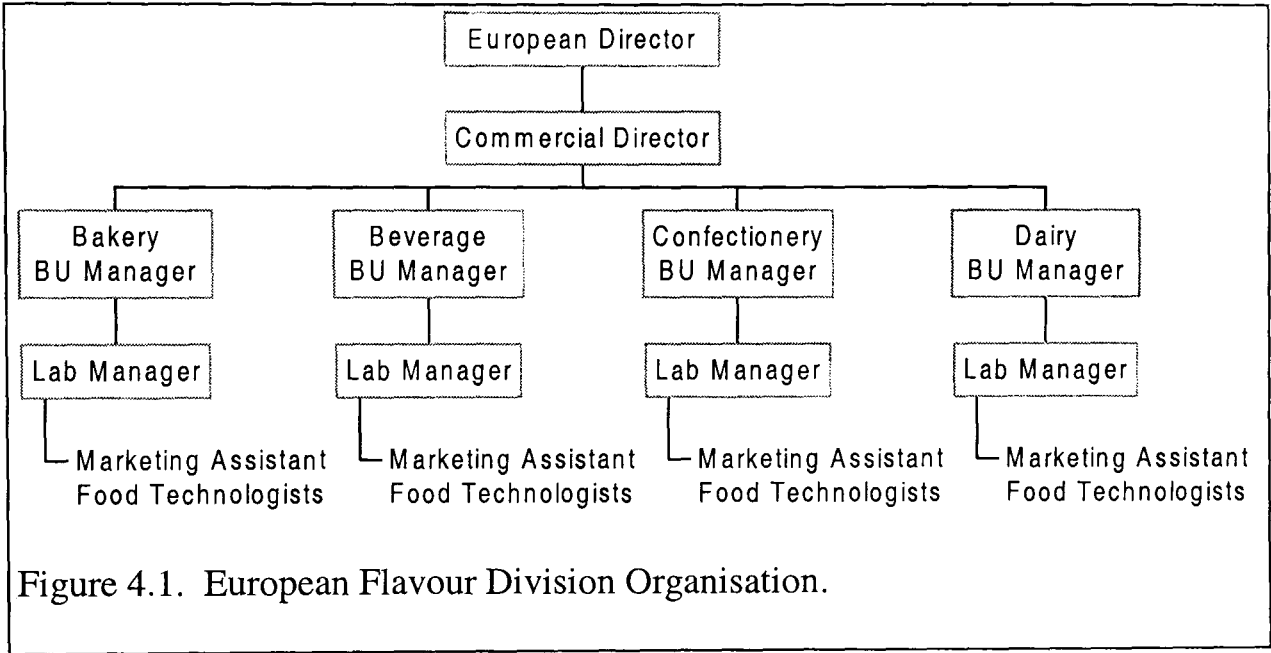 European Director
Commercial Director
Bakery
BU Manager
Beverage
BU Manager
Confectionery
BU Manager
Dairy
BU Manager
Lab Manager
Lab Manager
Lab Manager
Lab Manager
Marketing Assistant
Food Technologists
Marketing Assistant
Food Technologists
Marketing Assistant
Food Technologists
Marketing Assistant
Food Technologists
Figure 4.1. European Flavour Division Organisation.